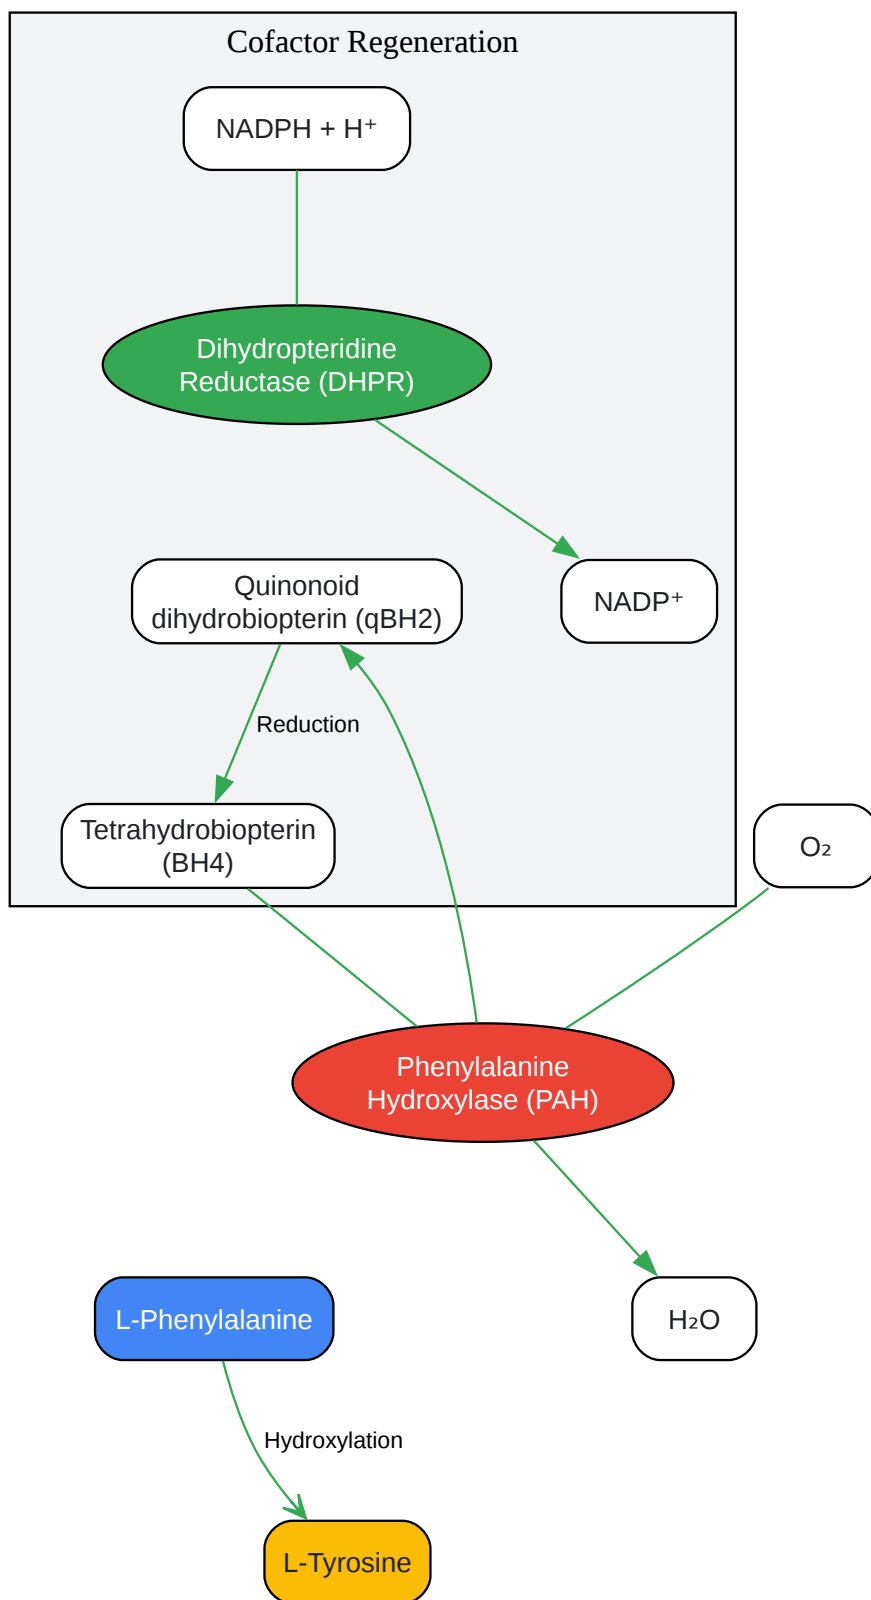 Cofactor Regeneration
NADPH + H⁺
Dihydropteridine
Reductase (DHPR)
Quinonoid
dihydrobiopterin (qBH2)
NADP⁺
Reduction
Tetrahydrobiopterin
(BH4)
O₂
Phenylalanine
Hydroxylase (PAH)
L-Phenylalanine
H₂O
Hydroxylation
L-Tyrosine